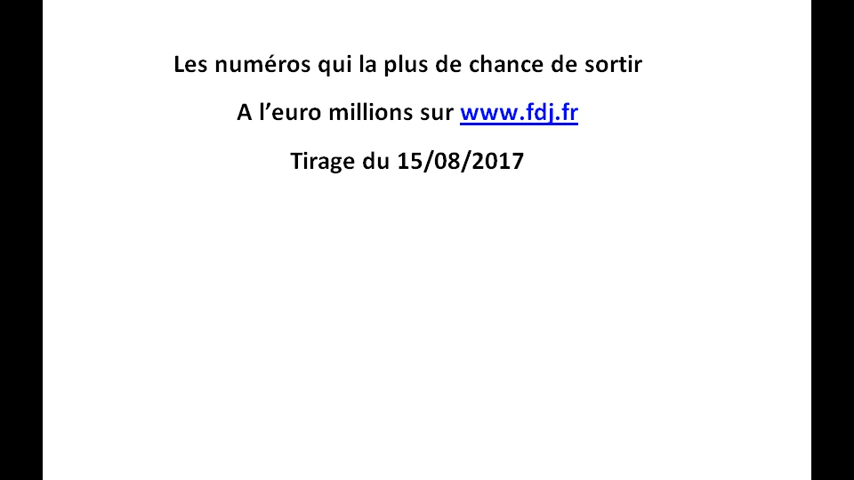 Les numéros qui la plus de chance de sortir
A l’euro millions sur www.fdj.fr
Tirage du 15/08/2017